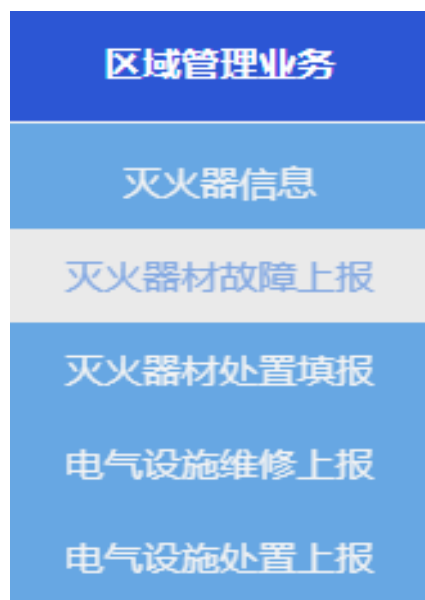 区域管理业务
灭火器信息
灭火器材故障上报
灭火器材处置填报
电气设施维修上报
电气设施处置上报